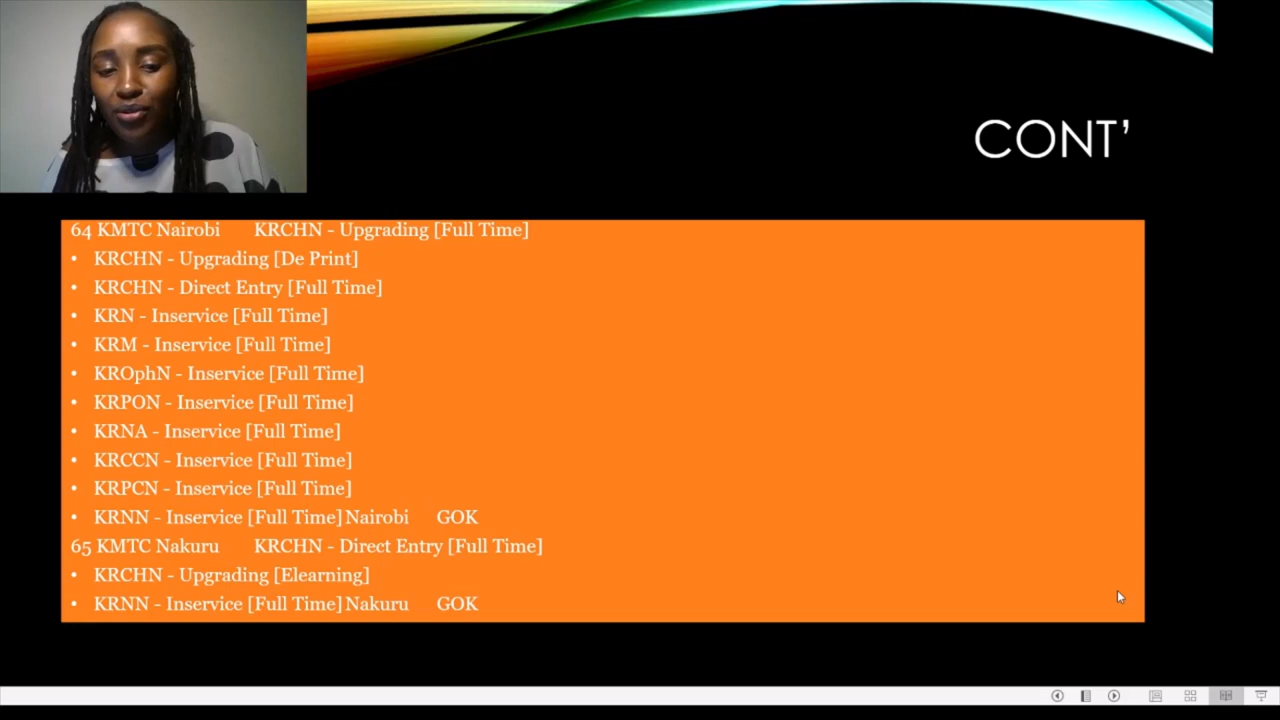 CONT’
64 KMTC Nairobi KRCHN - Upgrading [Full Time]
• KRCHN - Upgrading [De Print]
• KRCHN - Direct Entry [Full Time]
• KRN - Inservice [Full Time]
• KRM - Inservice [Full Time]
• KROphN - Inservice [Full Time]
• KRPON - Inservice [Full Time]
• KRNA - Inservice [Full Time]
• KRCCN - Inservice [Full Time]
• KRPCN - Inservice [Full Time]
• KRNN - Inservice [Full Time] Nairobi GOK
65 KMTC Nakuru KRCHN - Direct Entry [Full Time]
• KRCHN - Upgrading [Elearning]
• KRNN - Inservice [Full Time] Nakuru GOK